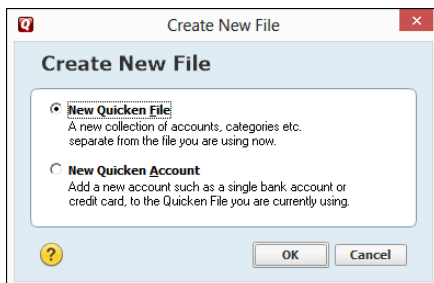 Create New File
Create New File
New Quicken File
A new collection of accounts, categories etc.
separate from the file you are using now.
New Quicken Account
Add a new account such as a single bank account or
credit card, to the Quicken File you are currently using.
?
OK
Cancel